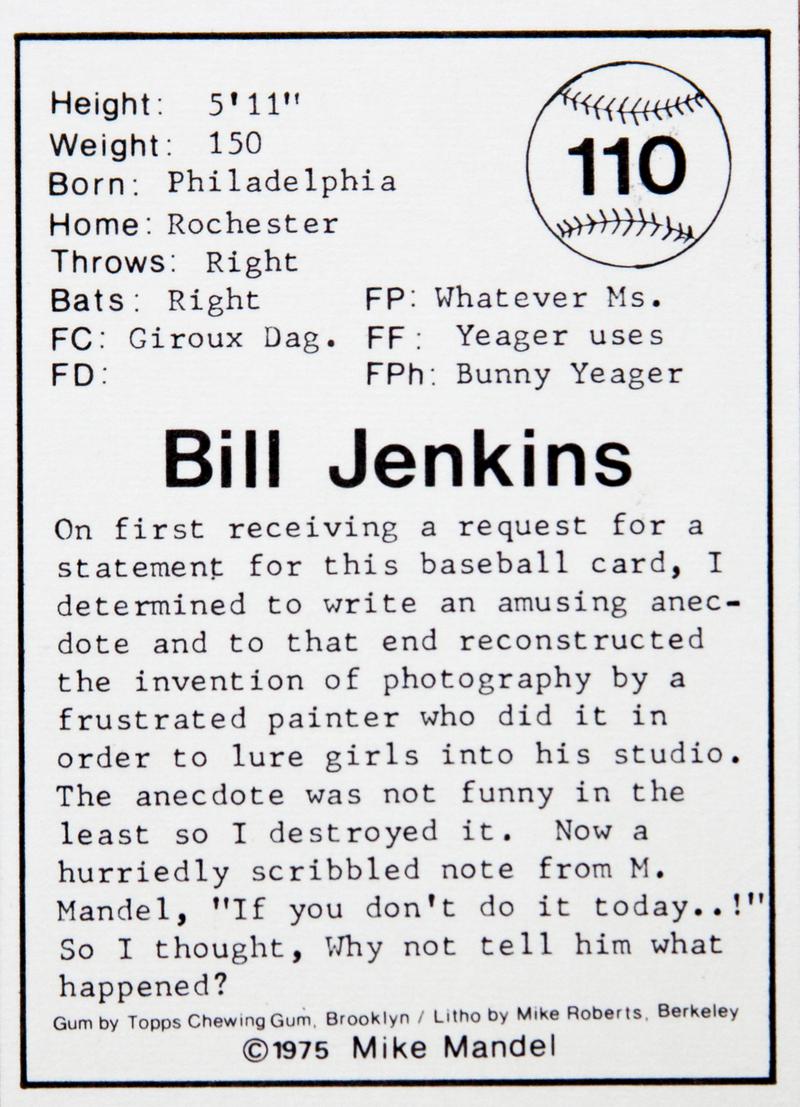 Height: 5'11"
110
Weight: 150
Born: Philadelphia
Home: Rochester
Throws: Right
Bats: Right FP: Whatever Ms.
FC: Giroux Dag. FF: Yeager uses
FD: FPh: Bunny Yeager
Bill Jenkins
On first receiving a request for a
statement for this baseball card, I
determined to write an amusing anec-
dote and to that end reconstructed
the invention of photography by a
frustrated painter who did it in
order to lure girls into his studio.
The anecdote was not funny in the
least so I destroyed it. Now a
hurriedly scribbled note from M.
Mandel, "If you don't do it today..!"
So I thought, Why not tell him what
happened?
Gum by Topps Chewing Gum, Brooklyn / Litho by Mike Roberts, Berkeley
©1975 Mike Mandel